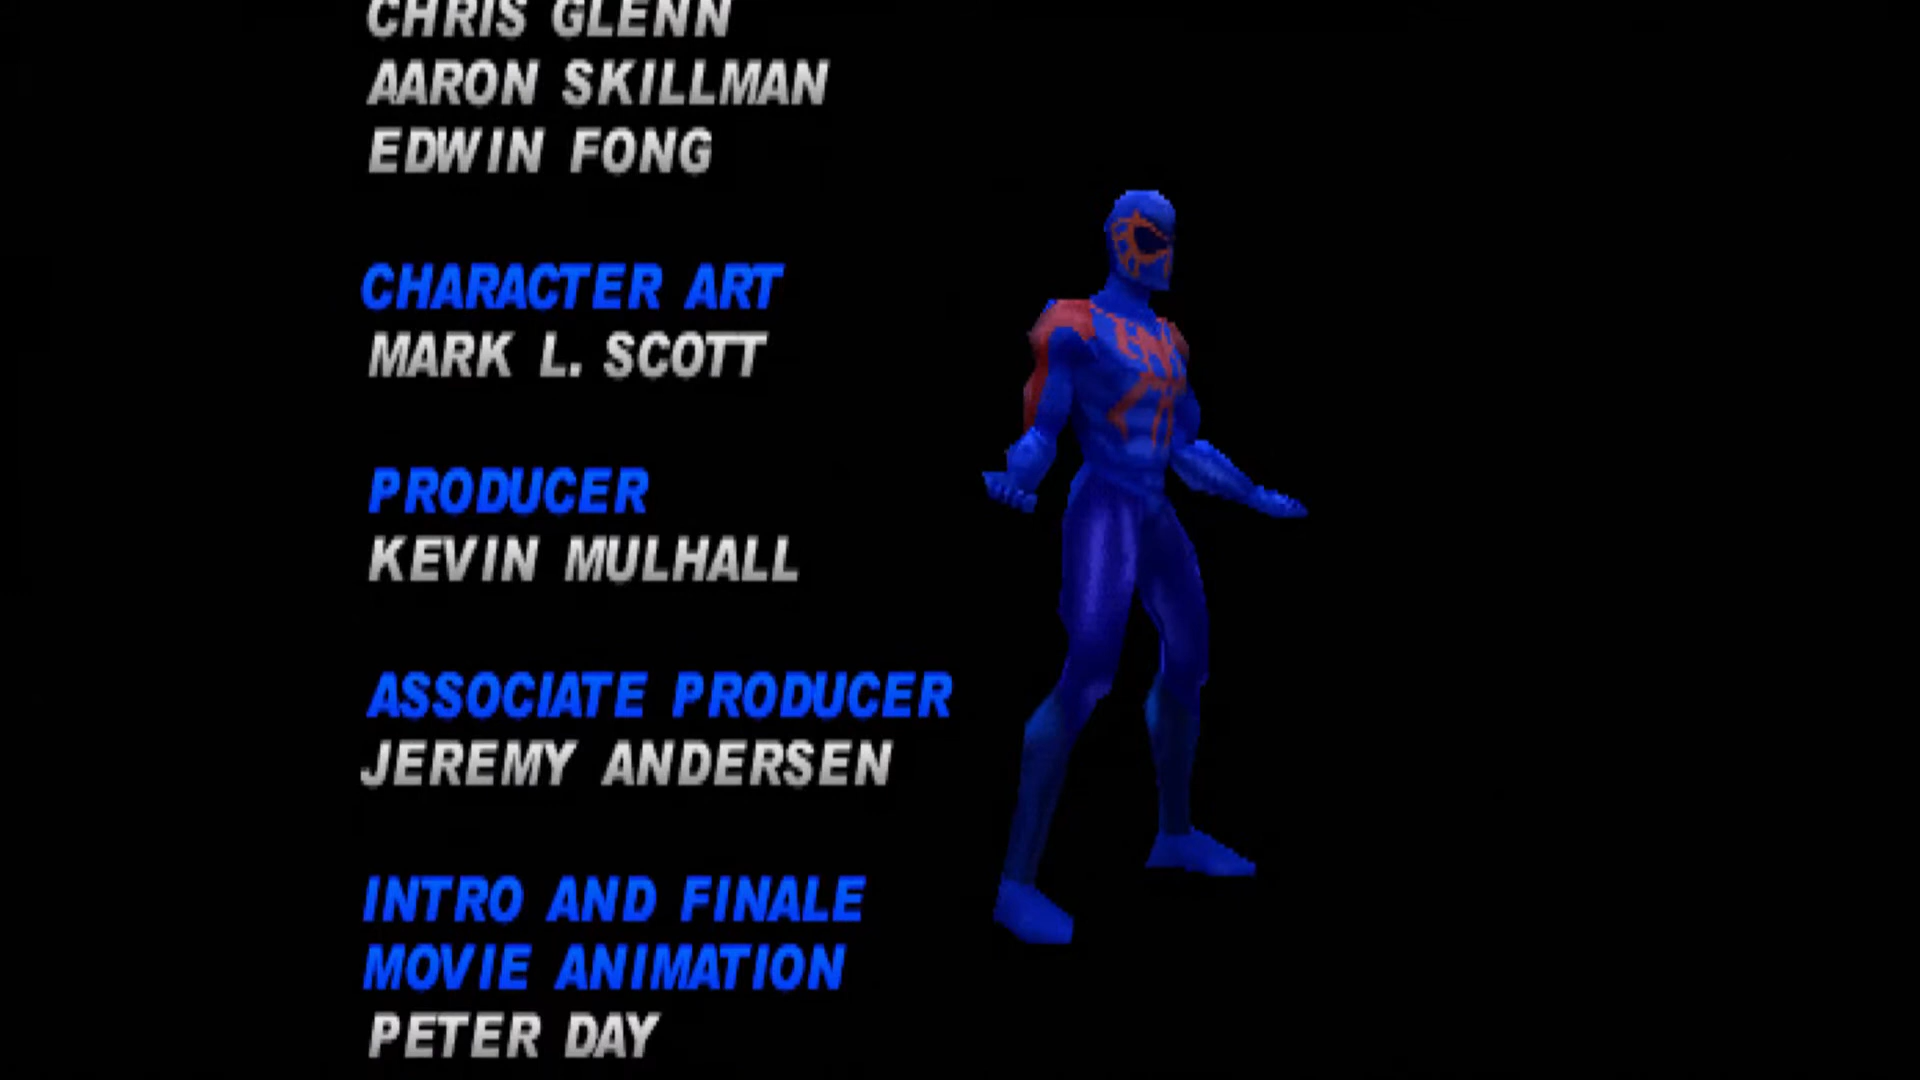 CHRIS GLENN
AARON SKILLMAN
EDWIN FONG
CHARACTER ART
MARK L. SCOTT
PRODUCER
KEVIN MULHALL
ASSOCIATE PRODUCER
JEREMY ANDERSEN
INTRO AND FINALE
MOVIE ANIMATION
PETER DAY